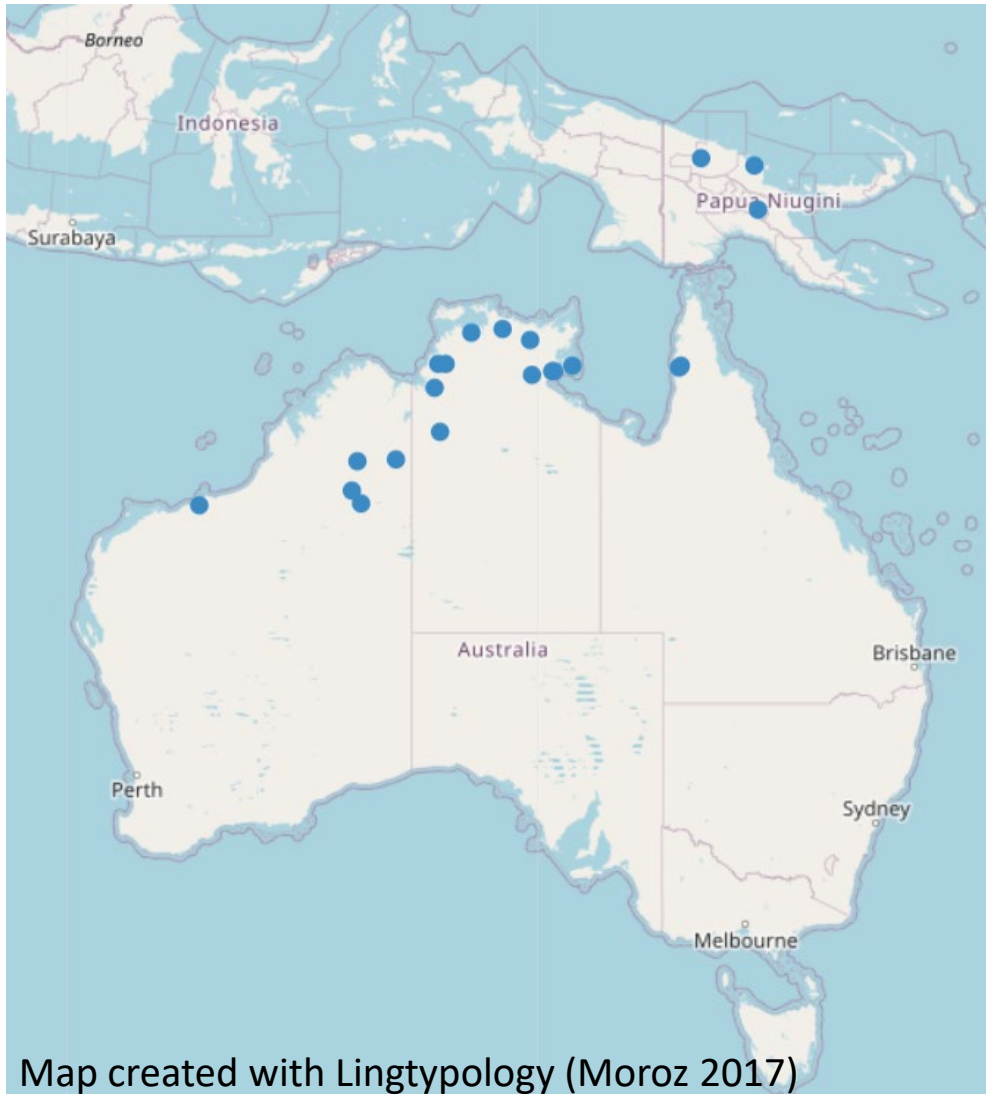 Borneo
Indonesia
Surabaya
Papua Niugini
Australia
Brisbane
Perth
Sydney
Melbourne
Map created with Lingtypology (Moroz 2017)